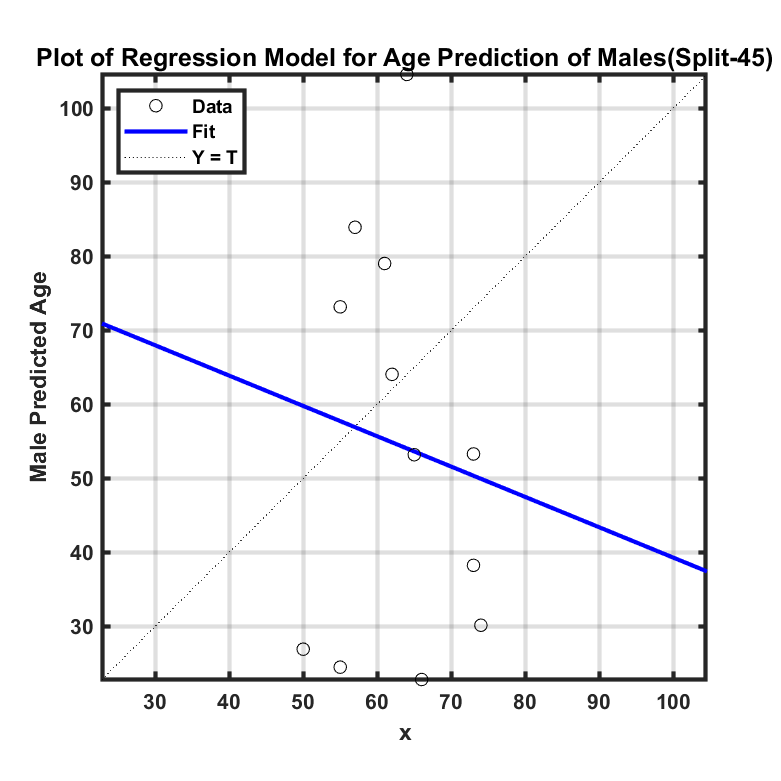 Plot of Regression Model for Age Prediction of Males(Split-45)
Data
Fit
Y = T
100
90
80
70
60
50
40
30
Male Predicted Age
30 40 50 60 70 80 90 100
x